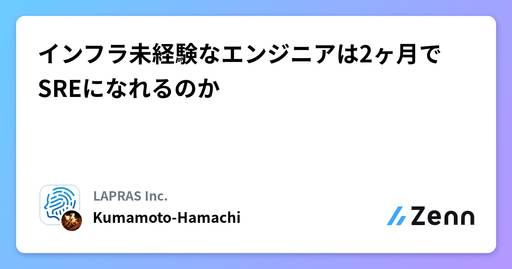 インフラ未経験なエンジニアは2ヶ月で
SREになれるのか
LAPRAS Inc.
Kumamoto-Hamachi
Zenn